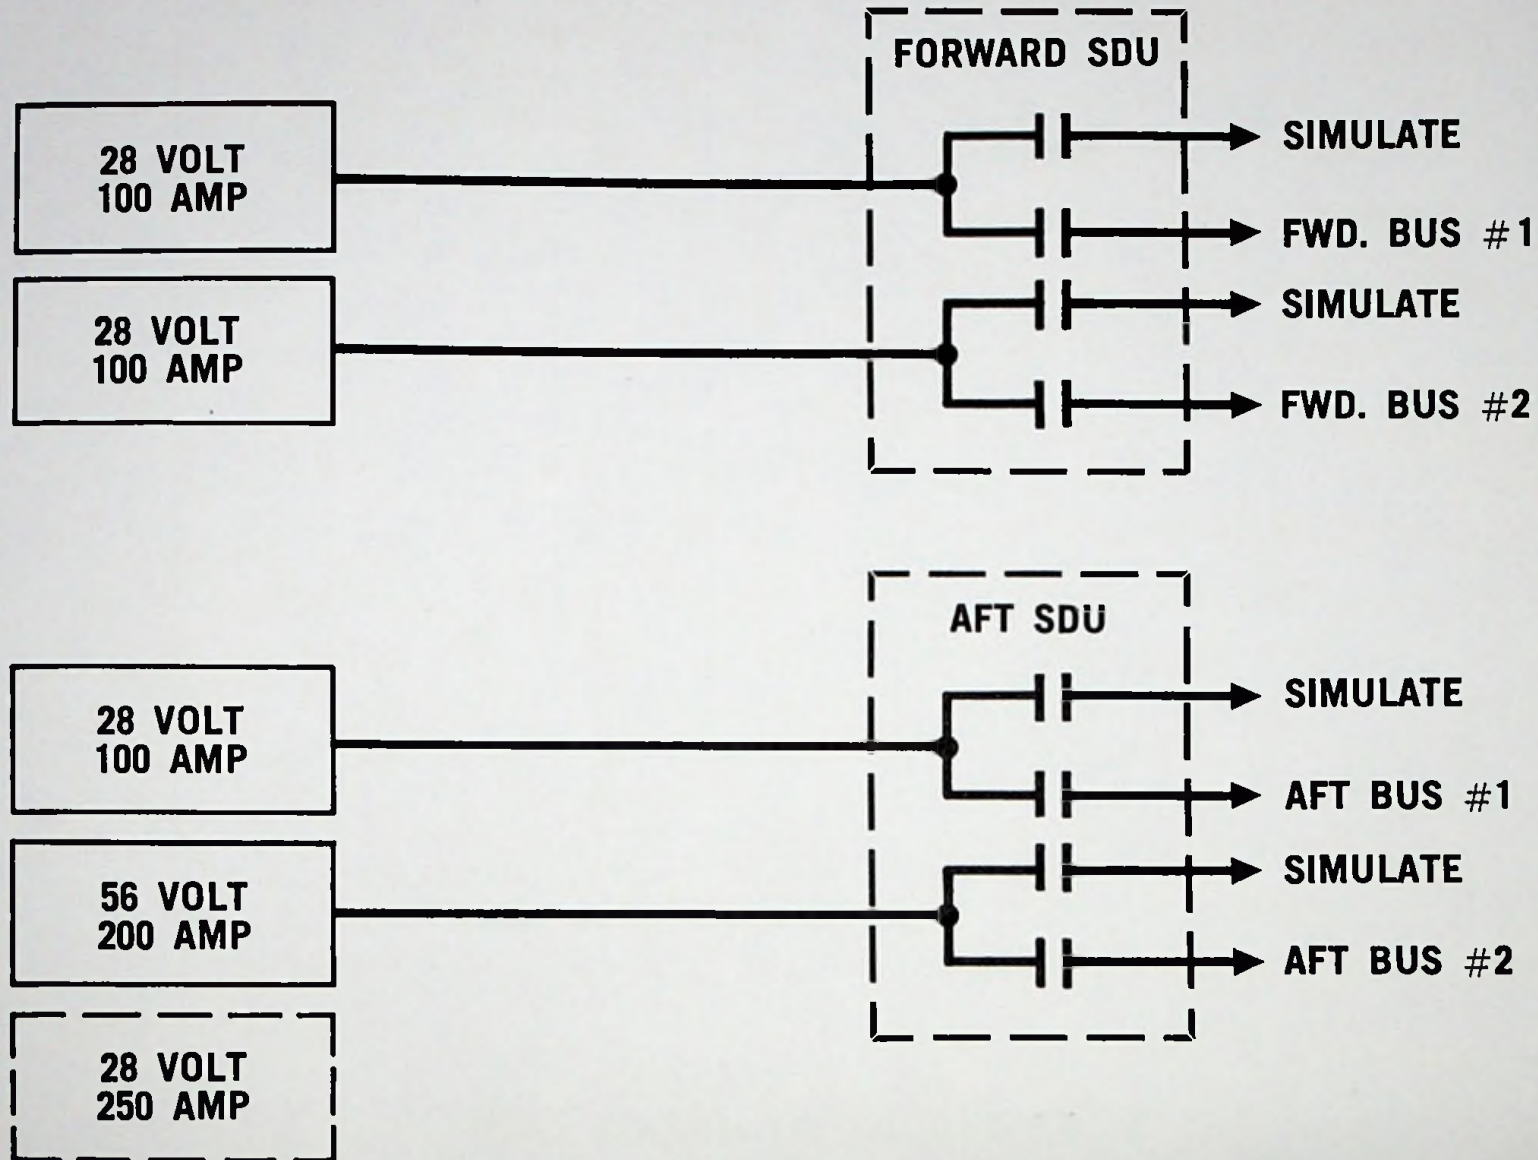 FORWARD SDU
28 VOLT
100 AMP
SIMULATE
FWD. BUS #1
28 VOLT
100 AMP
SIMULATE
FWD. BUS #2
AFT SDU
28 VOLT
100 AMP
SIMULATE
AFT BUS #1
56 VOLT
200 AMP
SIMULATE
AFT BUS #2
28 VOLT
250 AMP